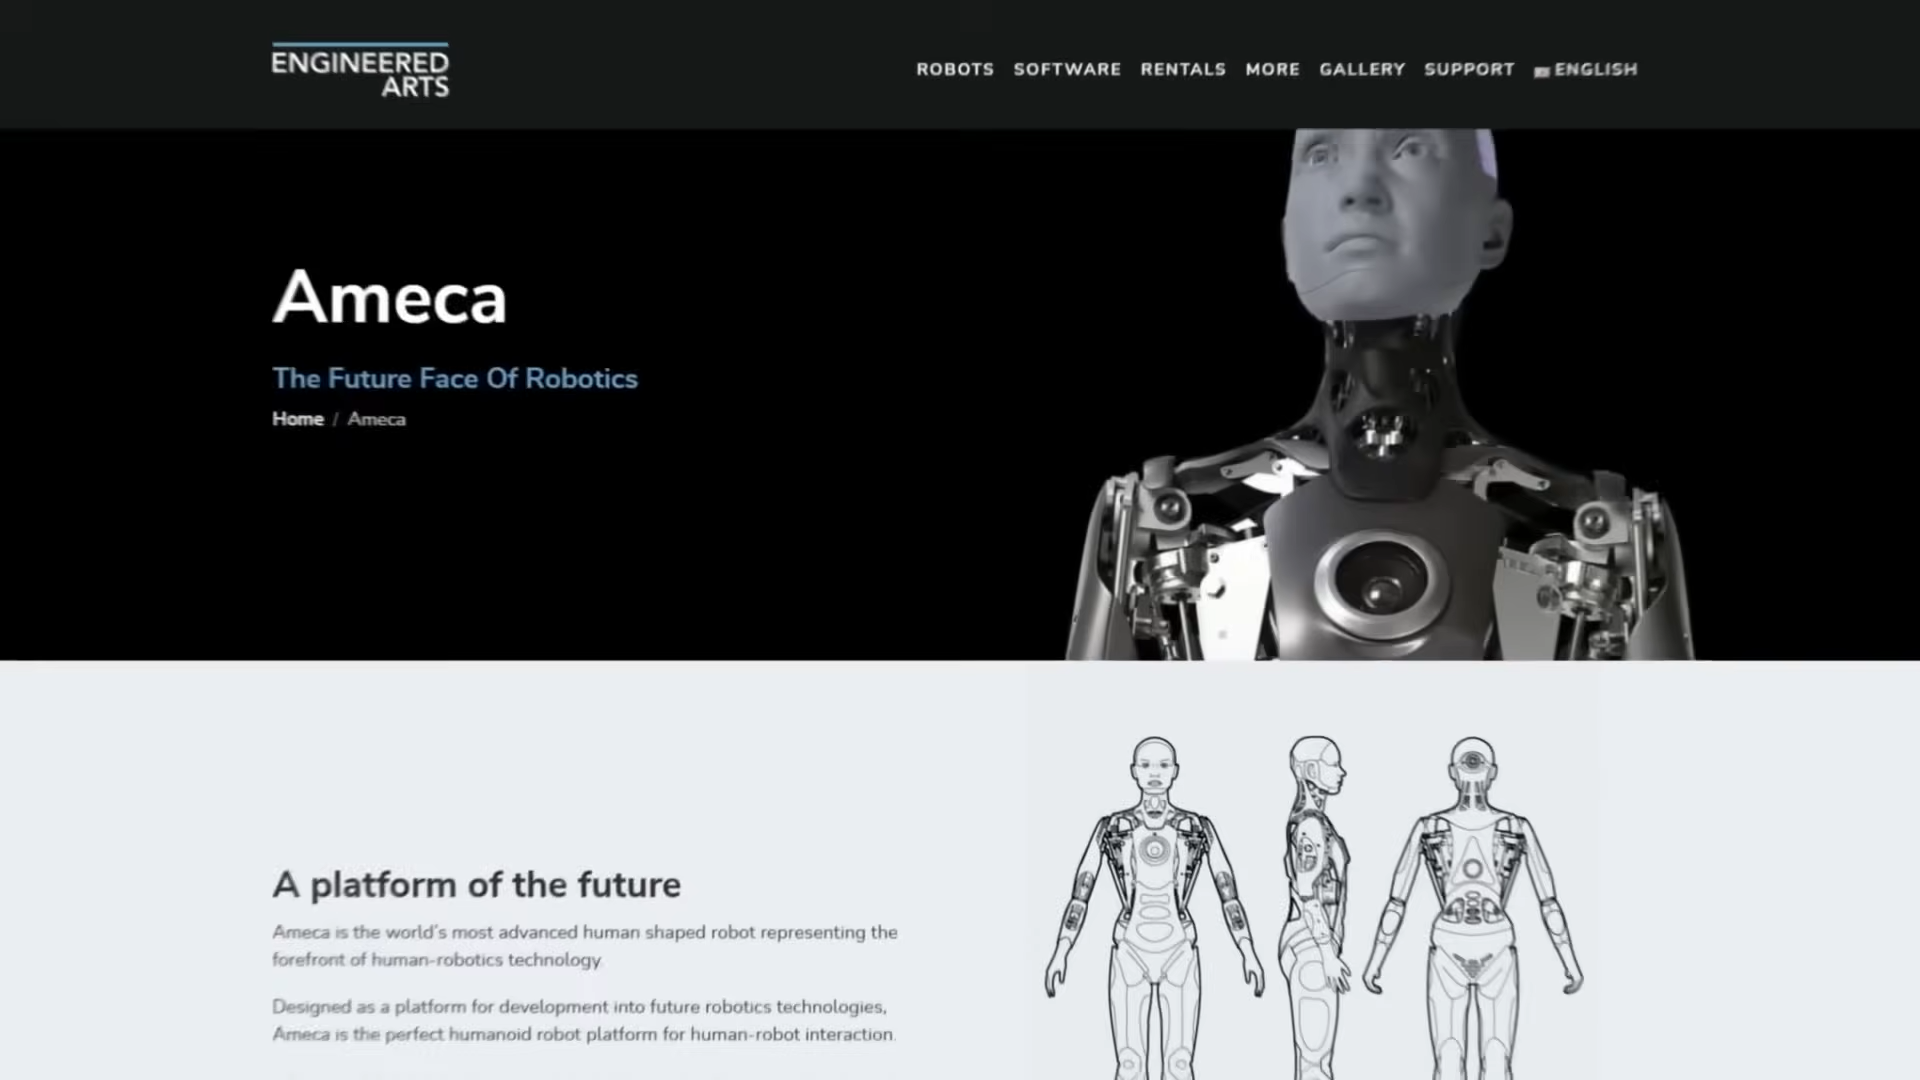 ENGINEERED
ARTS
ROBOTS SOFTWARE RENTALS MORE GALLERY SUPPORT ENGLISH
Ameca
The Future Face Of Robotics
Home / Ameca
A platform of the future
Ameca is the world's most advanced human shaped robot representing the
forefront of human-robotics technology.
Designed as a platform for development into future robotics technologies,
Ameca is the perfect humanoid robot platform for human-robot interaction.